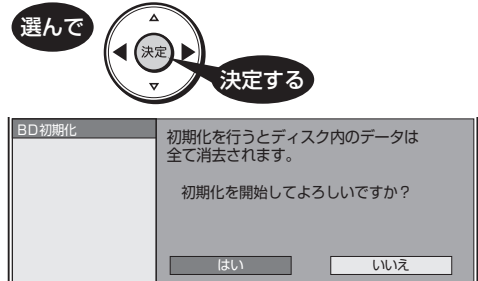 選んで
決定
決定する
BD初期化
初期化を行うとディスク内のデータは
全て消去されます。
初期化を開始してよろしいですか？
はい
いいえ